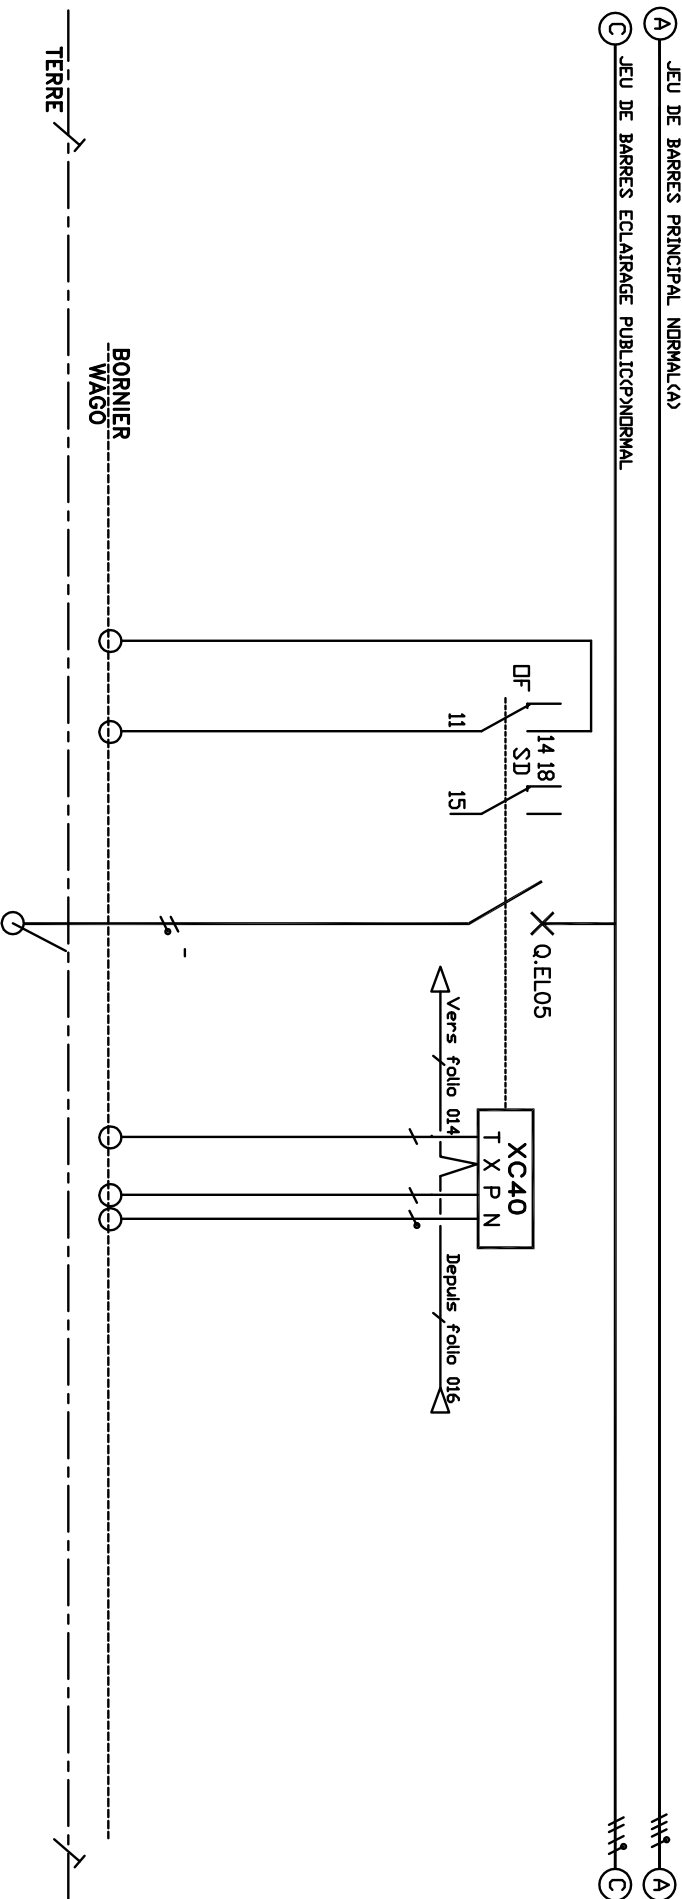 A
JEU DE BARRES PRINCIPAL NORMAL(A)
A
C
JEU DE BARRES ECLAIRAGE PUBLIC(P)NORMAL
C
OF
14
18
SD
11
15
Q.EL05
XC40
T X P N
Vers folio 014
Depuis folio 016
-
BORNIER
WAGO
TERRE